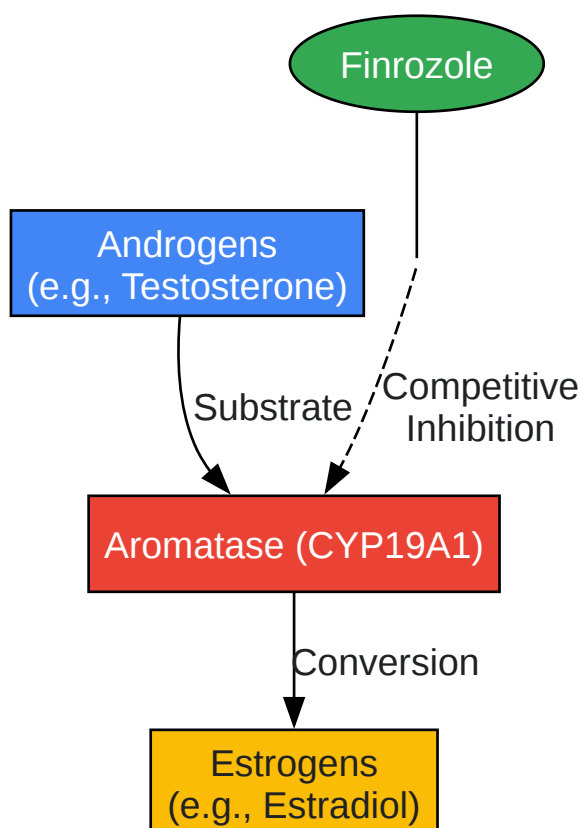 Finrozole
Androgens
(e.g., Testosterone)
Substrate
Competitive
Inhibition
Aromatase (CYP19A1)
Conversion
Estrogens
(e.g., Estradiol)